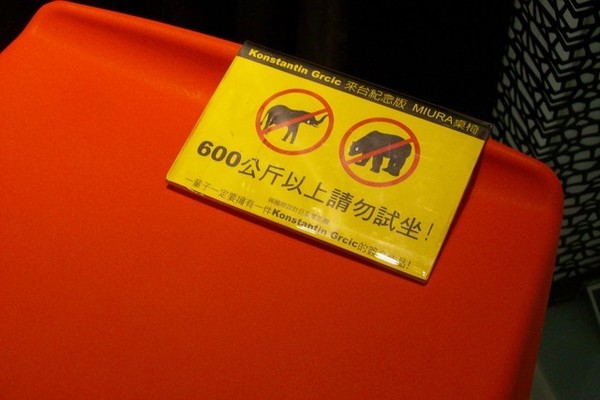 Konstantin Grcic 來台紀念版 MIURA桌椅
600公斤以上請勿試坐!
一輩子一定要擁有一件Konstantin Grcic的